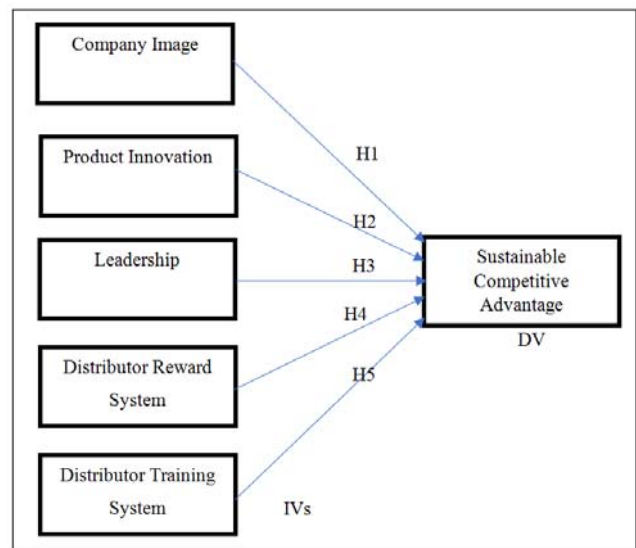 Company Image
H1
Product Innovation
H2
Leadership
H3
Sustainable
Competitive
Advantage
DV
H4
Distributor Reward
System
H5
Distributor Training
System
IVs